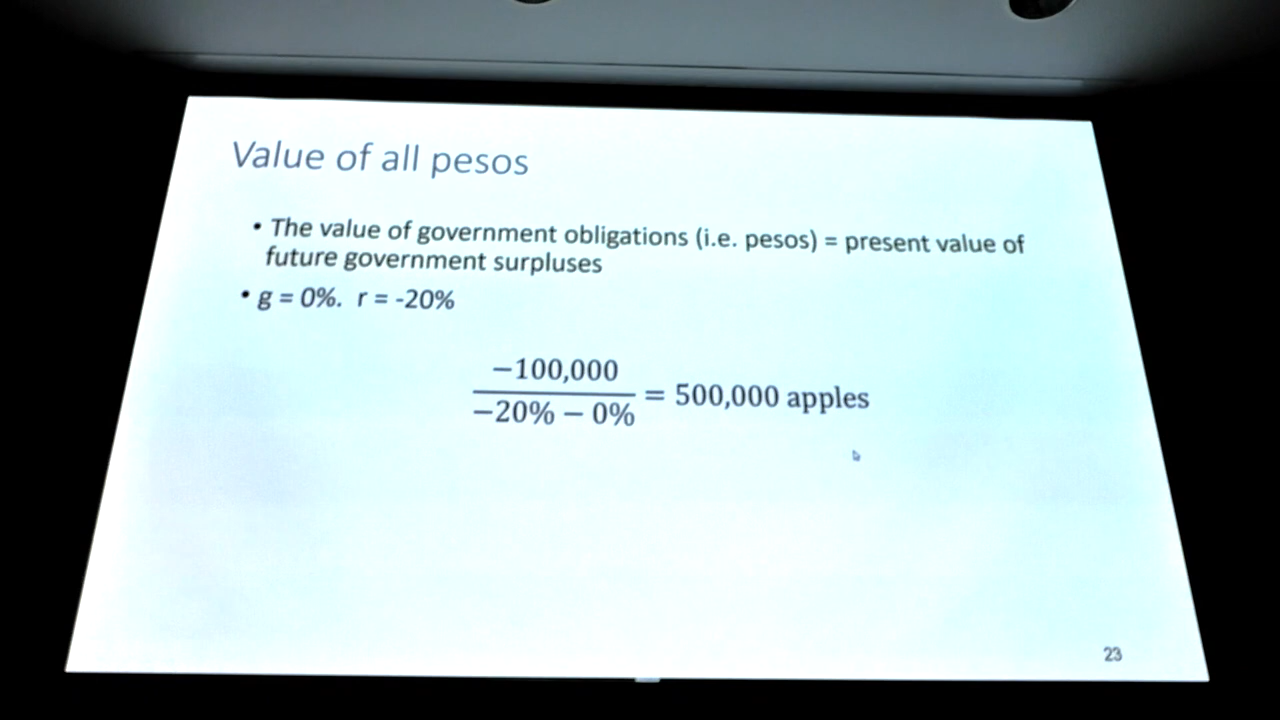 Value of all pesos
• The value of government obligations (i.e. pesos) = present value of
future government surpluses
• g = 0%. r = -20%
−100,000
−20% − 0%
= 500,000 apples
23